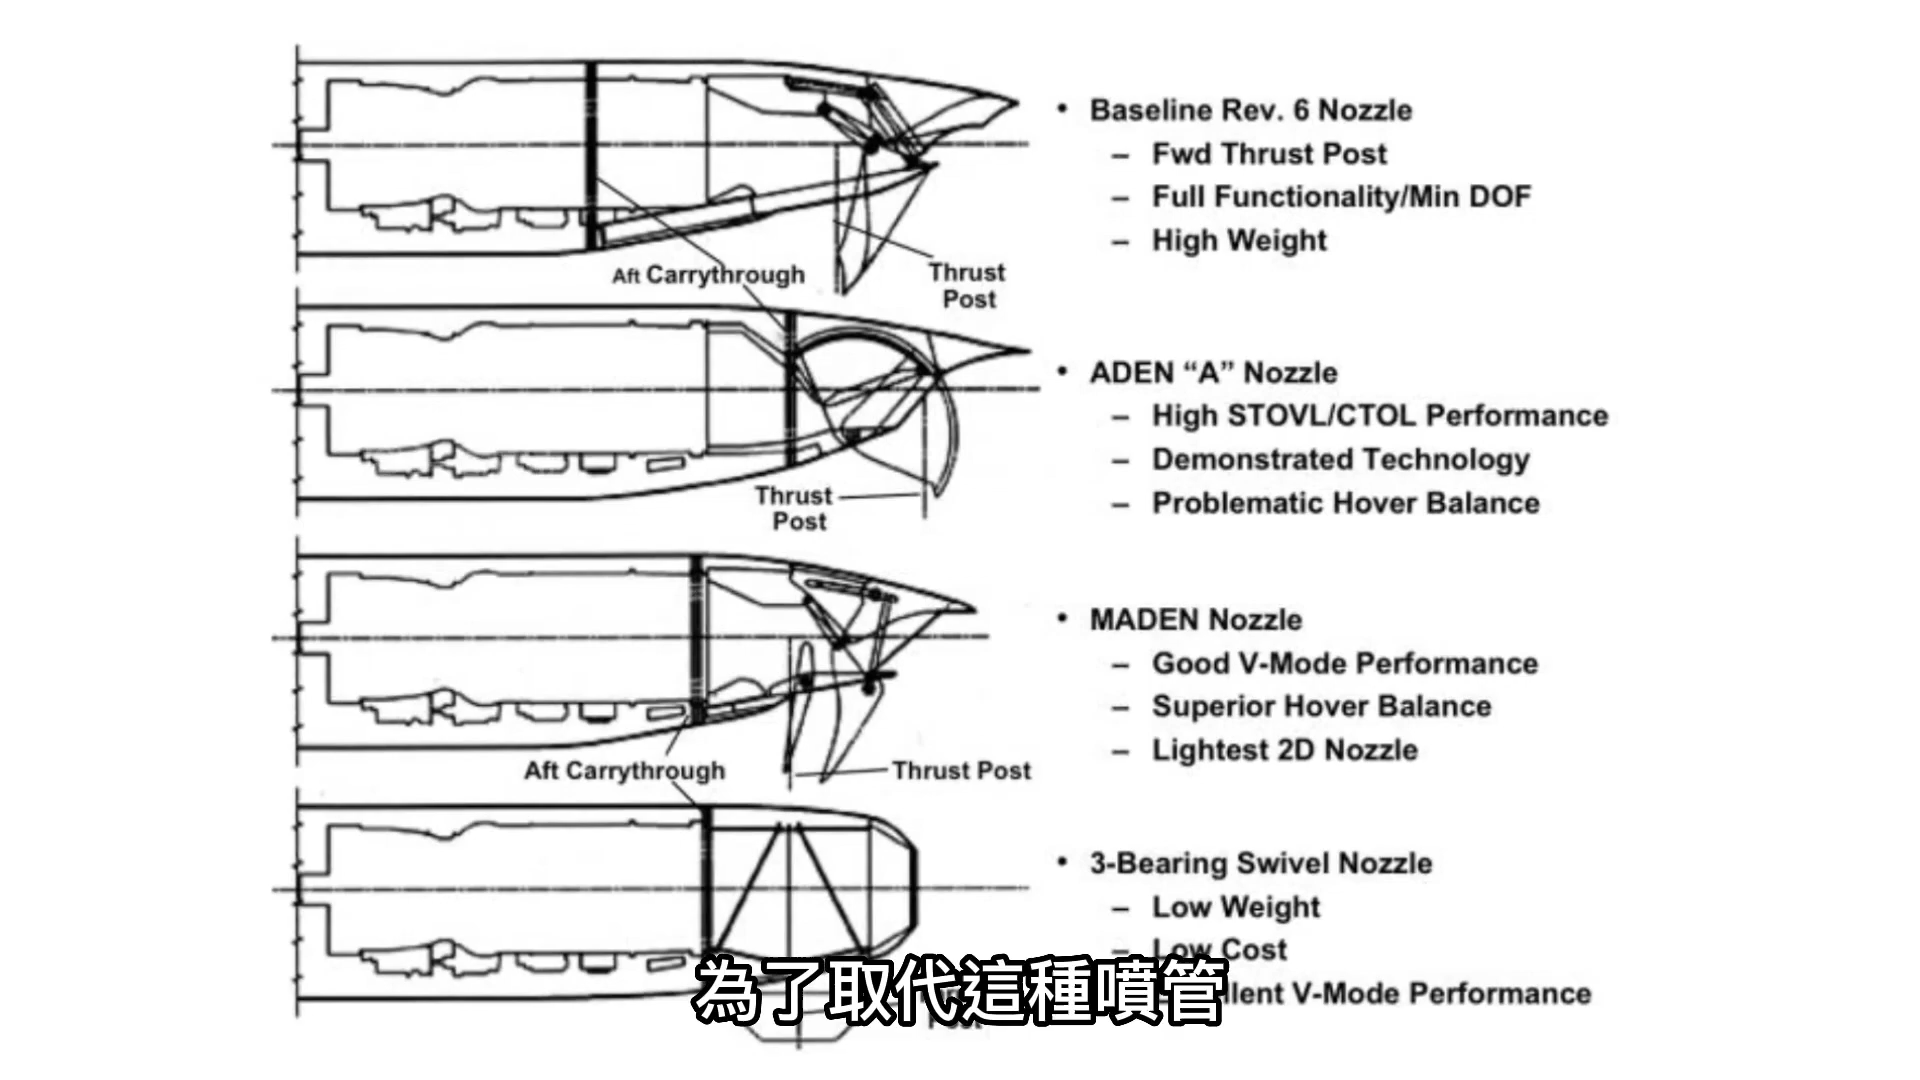 • Baseline Rev. 6 Nozzle
– Fwd Thrust Post
– Full Functionality/Min DOF
– High Weight
Aft Carrythrough
Thrust
Post
• ADEN “A” Nozzle
– High STOVL/CTOL Performance
– Demonstrated Technology
– Problematic Hover Balance
Thrust
Post
• MADEN Nozzle
– Good V-Mode Performance
– Superior Hover Balance
– Lightest 2D Nozzle
Aft Carrythrough
Thrust Post
• 3-Bearing Swivel Nozzle
– Low Weight
– Low Cost
V-Mode Performance
Post
為了取代這種噴管